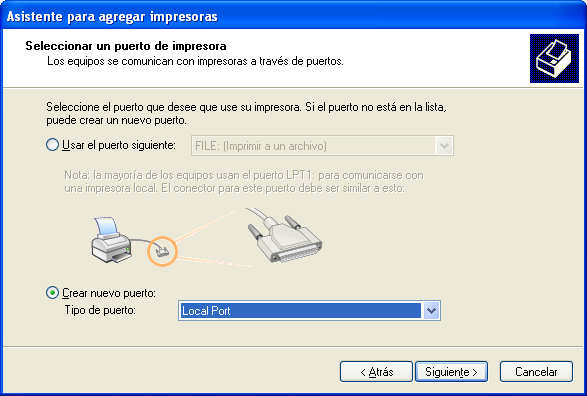 Asistente para agregar impresoras
Seleccionar un puerto de impresora
Los equipos se comunican con impresoras a través de puertos.
Seleccione el puerto que desee que use su impresora. Si el puerto no está en la lista,
puede crear un nuevo puerto.
Usar el puerto siguiente: FILE: (Imprimir a un archivo)
Nota: la mayoría de los equipos usan el puerto LPT1: para comunicarse con
una impresora local. El conector para este puerto debe ser similar a esto:
Crear nuevo puerto:
Tipo de puerto: Local Port
< Atrás Siguiente > Cancelar